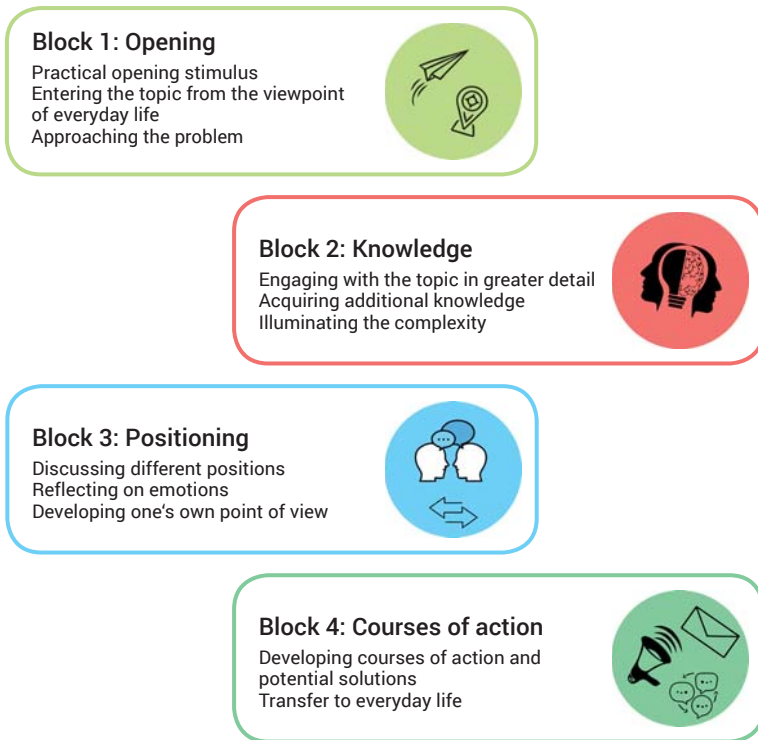 Block 1: Opening
Practical opening stimulus
Entering the topic from the viewpoint
of everyday life
Approaching the problem
Block 2: Knowledge
Engaging with the topic in greater detail
Acquiring additional knowledge
Illuminating the complexity
Block 3: Positioning
Discussing different positions
Reflecting on emotions
Developing one‘s own point of view
Block 4: Courses of action
Developing courses of action and
potential solutions
Transfer to everyday life